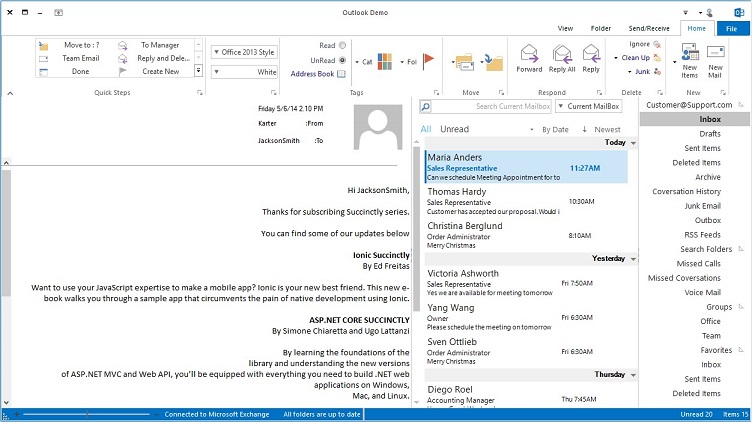 Outlook Demo
File
Home
Send/Receive
Folder
View
Move to : ?
To Manager
Team Email
Reply and Dele...
Done
Create New
Quick Steps
Office 2013 Style
White
Read
UnRead
Address Book
Cat
Fol
Tags
Move
Forward
Reply All
Reply
Respond
Ignore
Clean Up
Junk
Delete
New Items
New Mail
New
Friday 5/6/14 2.10 PM
Karter :From
JacksonSmith :To
Hi JacksonSmith,
Thanks for subscribing Succinctly series.
You can find some of our updates below
Ionic Succinctly
By Ed Freitas
Want to use your JavaScript expertise to make a mobile app? Ionic is your new best friend. This new e-
book walks you through a sample app that circumvents the pain of native development using Ionic.
ASP.NET CORE SUCCINCTLY
By Simone Chiaretta and Ugo Lattanzi
By learning the foundations of the
library and understanding the new versions
of ASP.NET MVC and Web API, you'll be equipped with everything you need to build .NET web
applications on Windows,
Mac, and Linux.
Search Current Mailbox
Current MailBox
All Unread
By Date
Newest
Today
Maria Anders
Sales Representative
11:27AM
Can we schedule Meeting Appointment for to
Thomas Hardy
Sales Representative
10:30AM
Customer has accepted our proposal. Would i
Christina Berglund
Order Administrator
8:10AM
Merry Christmas
Yesterday
Victoria Ashworth
Sales Representative
Fri 7:50AM
Yes we are available for meeting tomorrow
Yang Wang
Owner
Fri 6:30AM
Please schedule the meeting on tomorrow
Sven Ottlieb
Order Administrator
Fri 6:30AM
Merry Christmas
Thursday
Diego Roel
Accounting Manager
Thu 7:45AM
Customer@Support.com
Inbox
Drafts
Sent Items
Deleted Items
Archive
Coversation History
Junk Email
Outbox
RSS Feeds
Search Folders
Missed Calls
Missed Coversations
Voice Mail
Groups
Office
Team
Favorites
Inbox
Sent Items
Deleted Items
Connected to Microsoft Exchange
All folders are up to date
Unread 20
Items 15